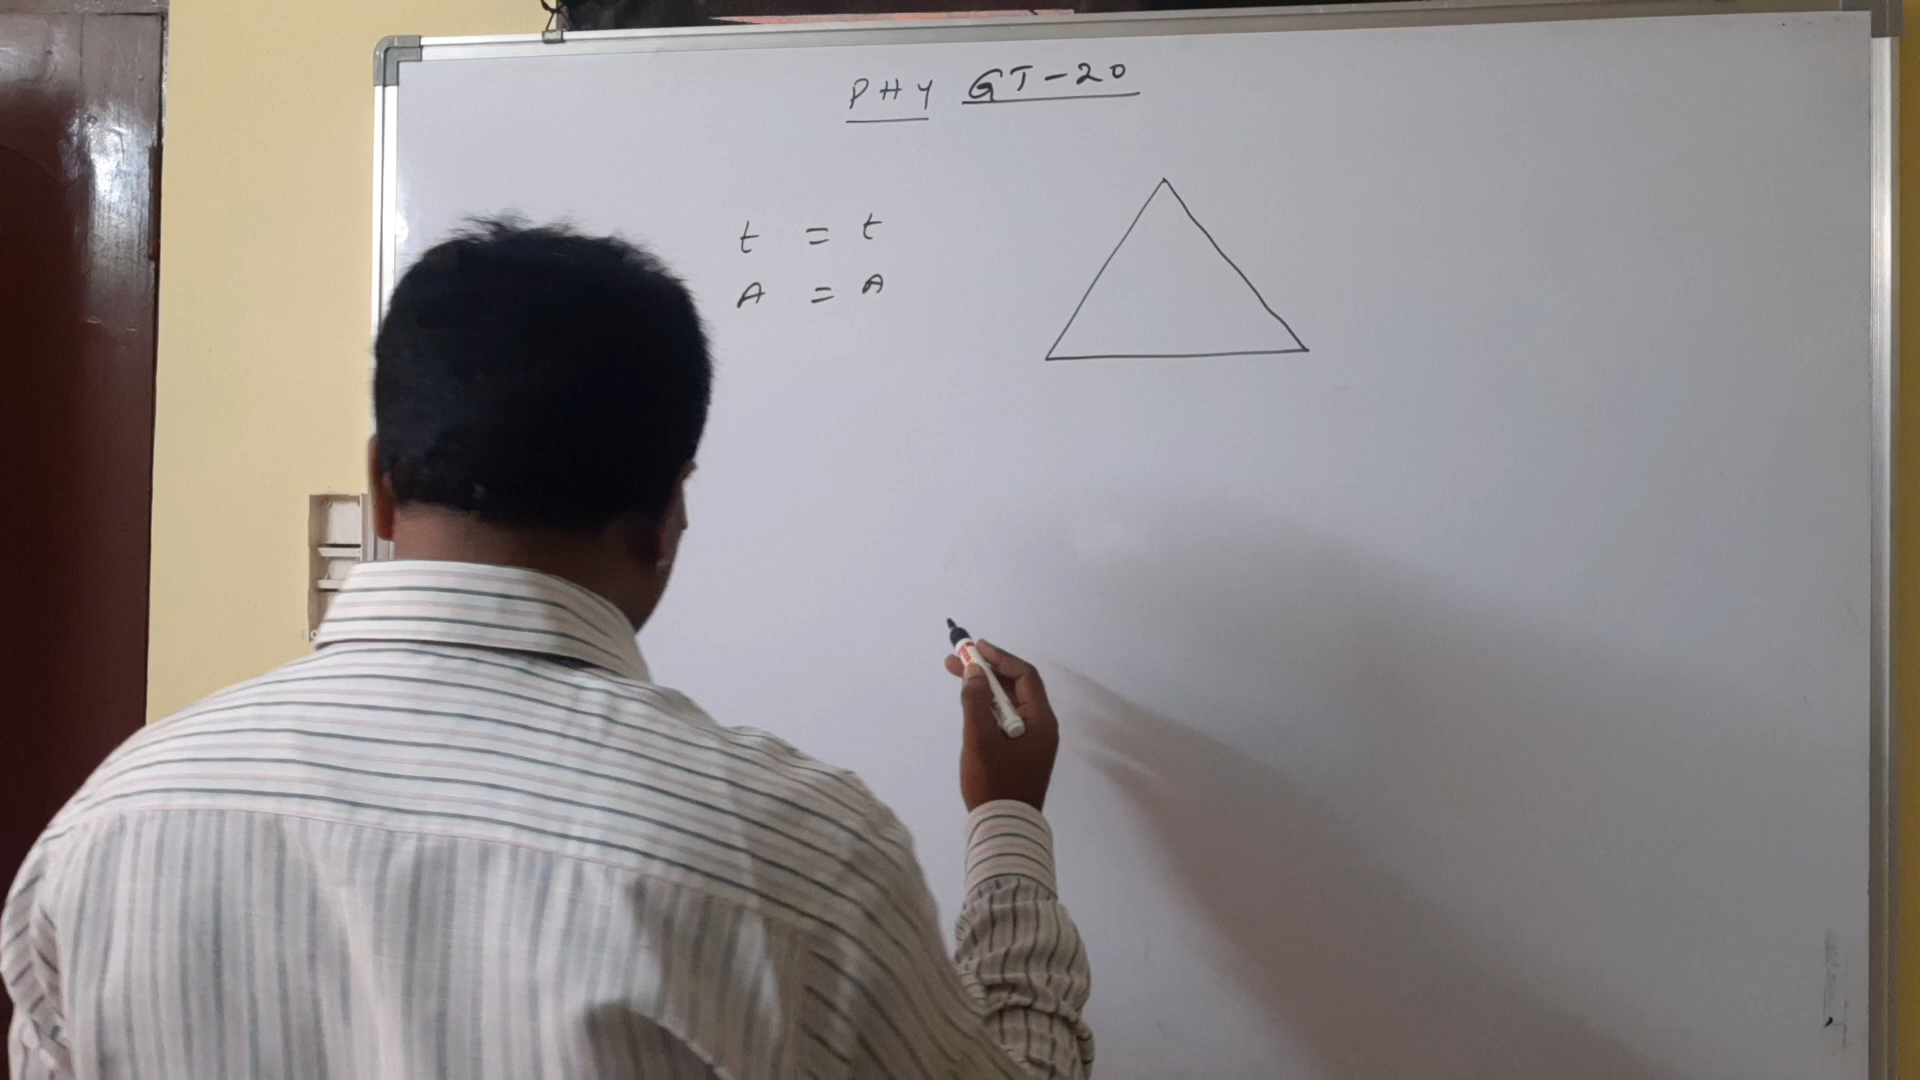 PHY GT-20
t = t
A = A